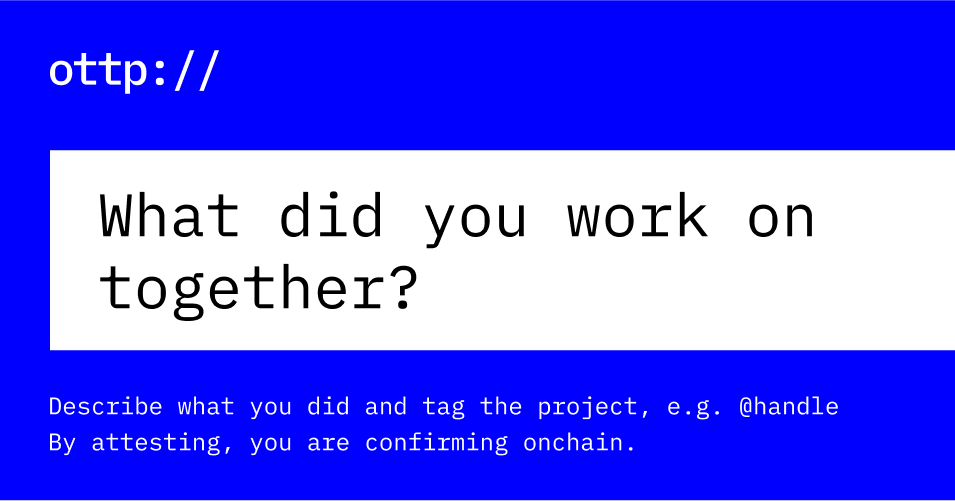 ottp://
What did you work on
together?
Describe what you did and tag the project, e.g. @handle
By attesting, you are confirming onchain.